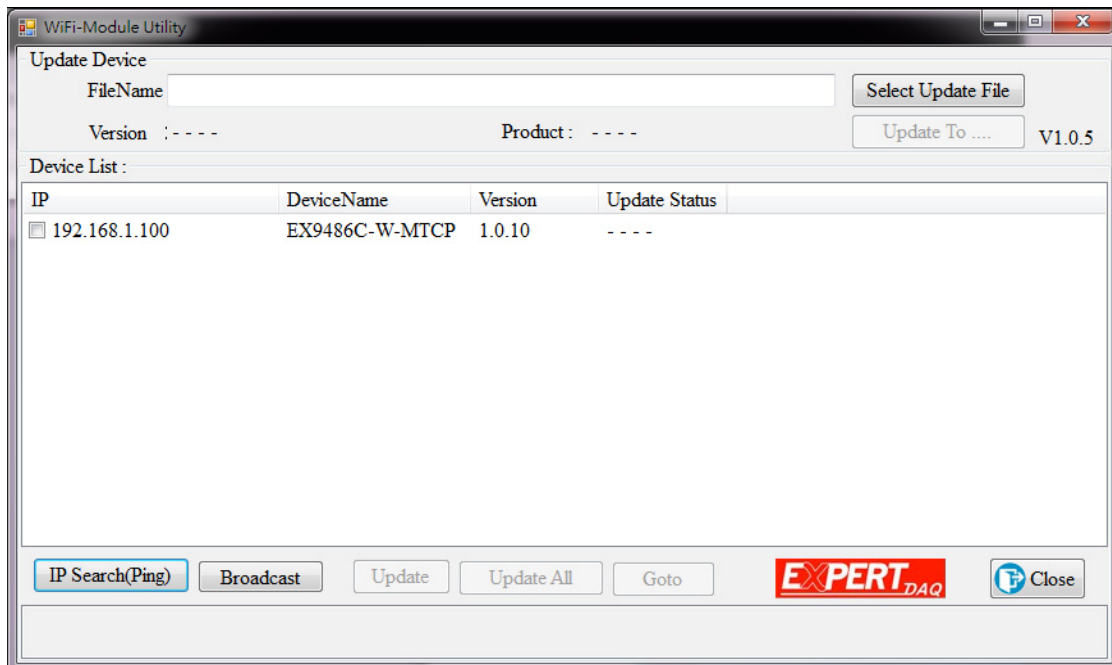 WiFi-Module Utility
Update Device
FileName
Select Update File
Version :- - - -
Product : - - - -
Update To ....
V1.0.5
Device List :
IP DeviceName Version Update Status
192.168.1.100 EX9486C-W-MTCP 1.0.10 - - - -
IP Search(Ping) Broadcast Update Update All Goto EXPERT DAQ Close